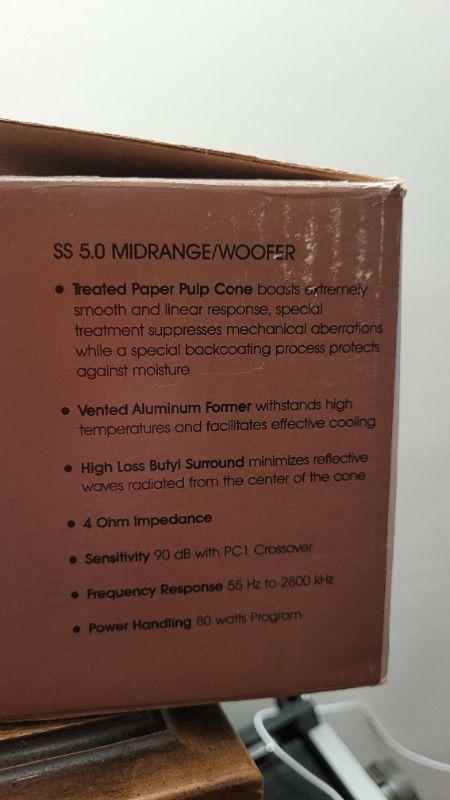 SS 5.0 MIDRANGE/WOOFER
• Treated Paper Pulp Cone boasts extremely
smooth and linear response, special
treatment suppresses mechanical aberrations
while a special backcoating process protects
against moisture
• Vented Aluminum Former withstands high
temperatures and facilitates effective cooling
• High Loss Butyl Surround minimizes reflective
waves radiated from the center of the cone
• 4 Ohm Impedance
• Sensitivity 90 dB with PC1 Crossover
• Frequency Response 55 Hz to 2800 kHz
• Power Handling 80 watts Program